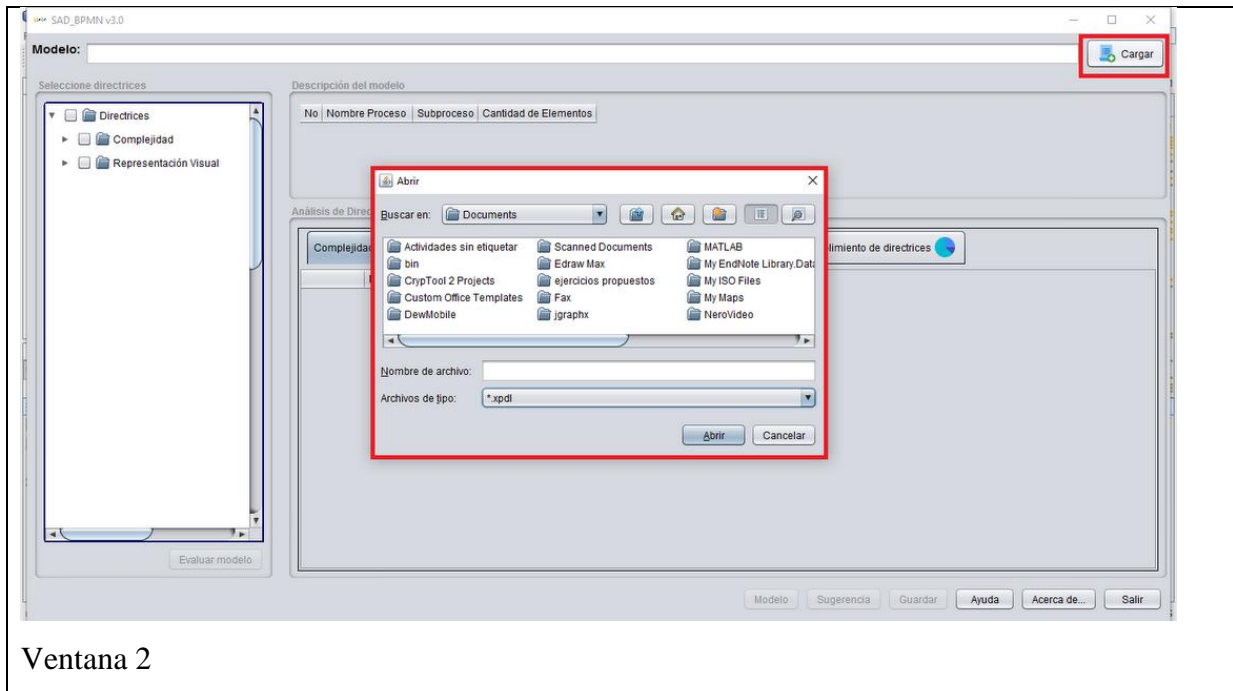 SAD_BPMN v3.0
Modelo:
Cargar
Seleccione directrices
Descripción del modelo
Directrices
Complejidad
Representación Visual
No Nombre Proceso Subproceso Cantidad de Elementos
Abrir
Buscar en: Documents
Actividades sin etiquetar Scanned Documents MATLAB
bin Edraw Max My EndNote Library.Data
CrypTool 2 Projects ejercicios propuestos My ISO Files
Custom Office Templates Fax My Maps
DewMobile jgraphx NeroVideo
Nombre de archivo:
Archivos de tipo: *.xpdl
Abrir Cancelar
Análisis de Direc
Complejida limiento de directrices
Evaluar modelo
Modelo Sugerencia Guardar Ayuda Acerca de... Salir
Ventana 2